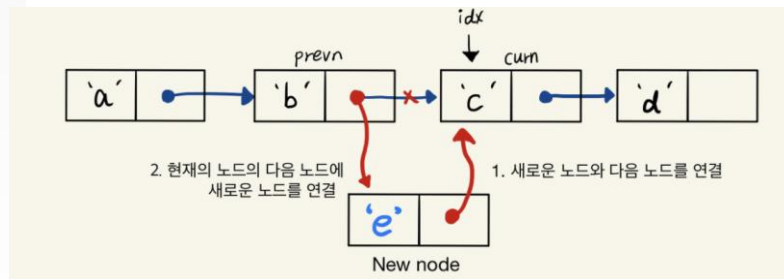 idx
prevn
curn
'a'
'b'
'c'
'd'
2. 현재의 노드의 다음 노드에
새로운 노드를 연결
1. 새로운 노드와 다음 노드를 연결
'e'
New node